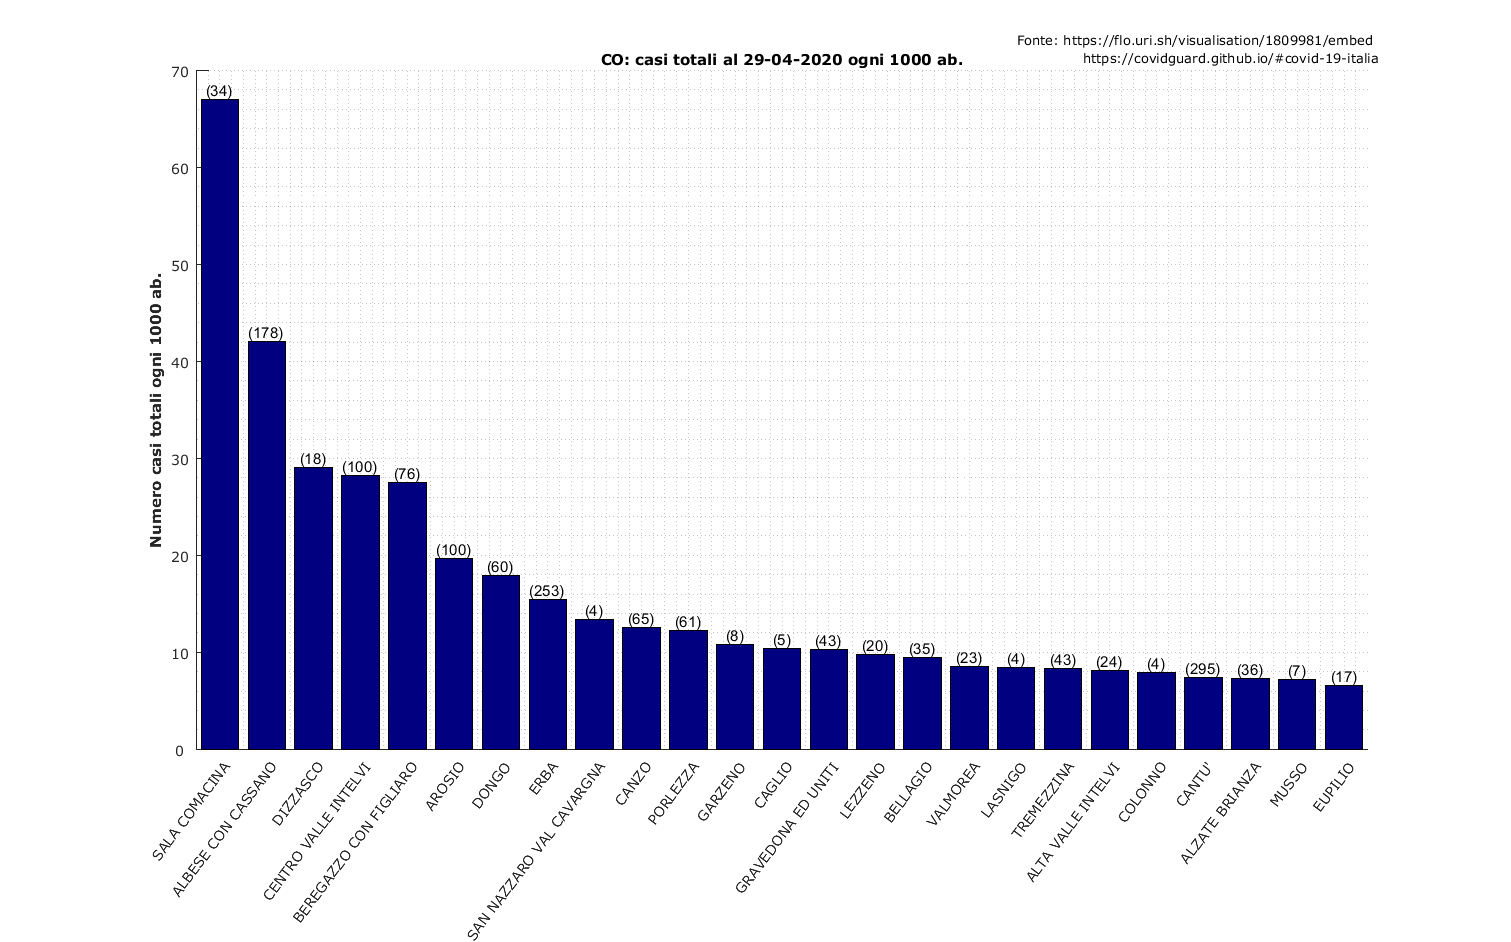 Fonte: https://flo.uri.sh/visualisation/1809981/embed
https://covidguard.github.io/#covid-19-italia
CO: casi totali al 29-04-2020 ogni 1000 ab.
Numero casi totali ogni 1000 ab.
70
60
50
40
30
20
10
0
(34)
(178)
(18)
(100)
(76)
(100)
(60)
(253)
(4)
(65)
(61)
(8)
(5)
(43)
(20)
(35)
(23)
(4)
(43)
(24)
(4)
(295)
(36)
(7)
(17)
SALA COMACINA
ALBESE CON CASSANO
DIZZASCO
CENTRO VALLE INTELVI
BEREGAZZO CON FIGLIARO
AROSIO
DONGO
ERBA
SAN NAZZARO VAL CAVARGNA
CANZO
PORLEZZA
GARZENO
CAGLIO
GRAVEDONA ED UNITI
LEZZENO
BELLAGIO
VALMOREA
LASNIGO
TREMEZZINA
ALTA VALLE INTELVI
COLONNO
CANTU'
ALZATE BRIANZA
MUSSO
EUPILIO